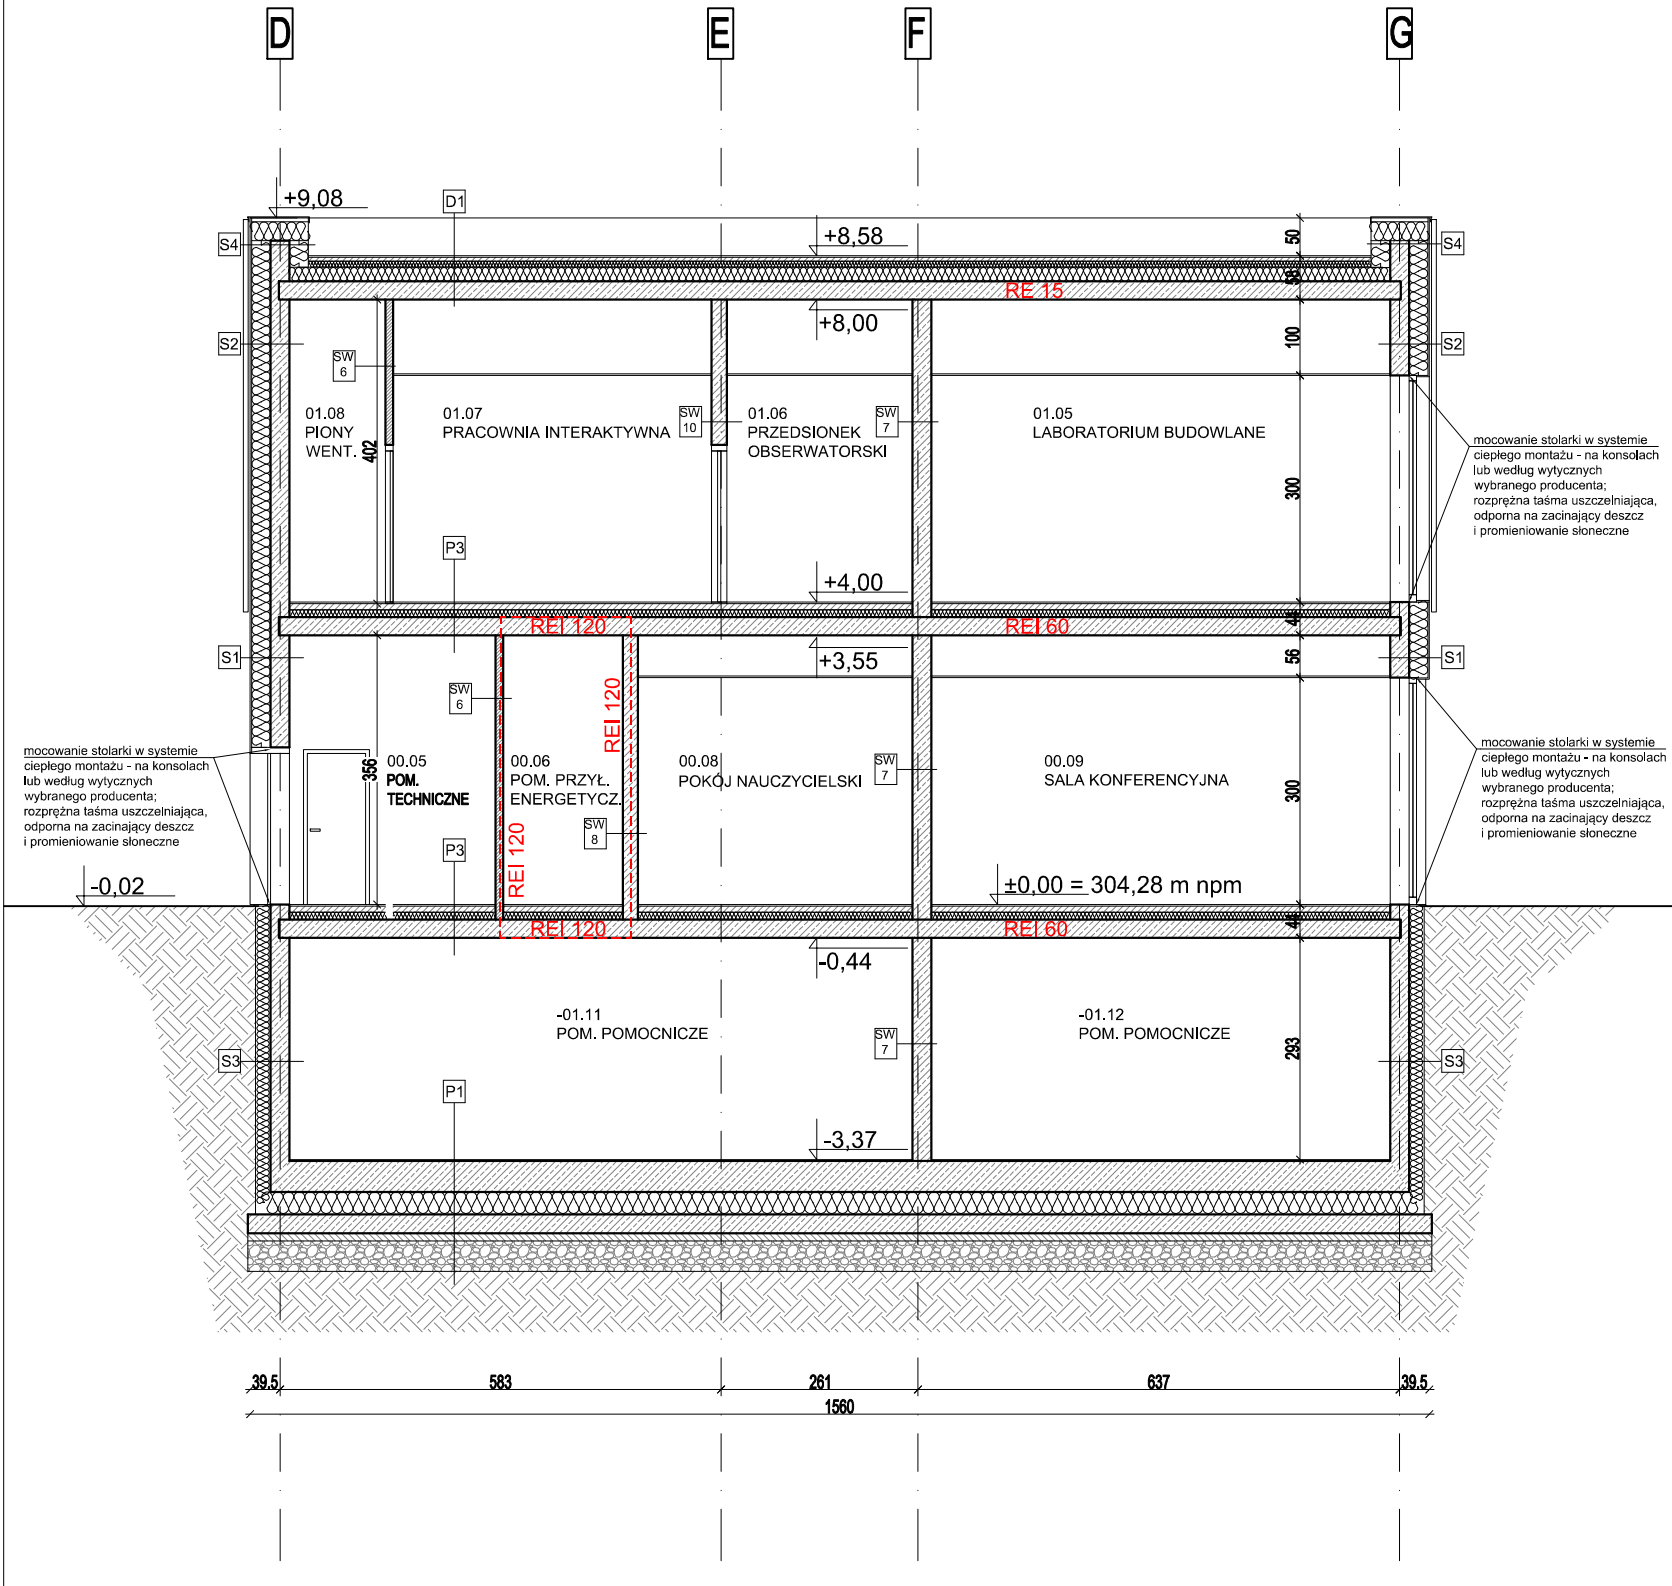 D
E
F
G
+9,08
D1
S4
+8,58
50
S4
58
RE 15
+8,00
S2
100
S2
SW
6
01.08
PIONY
WENT.
402
01.07
PRACOWNIA INTERAKTYWNA
SW
10
01.06
PRZEDSIONEK
OBSERWATORSKI
SW
7
01.05
LABORATORIUM BUDOWLANE
300
mocowanie stolarki w systemie
ciepłego montażu - na konsolach
lub według wytycznych
wybranego producenta;
rozprężna taśma uszczelniająca,
odporna na zacinający deszcz
i promieniowanie słoneczne
P3
+4,00
REI 120
REI 60
44
S1
+3,55
56
S1
SW
6
REI 120
mocowanie stolarki w systemie
ciepłego montażu - na konsolach
lub według wytycznych
wybranego producenta;
rozprężna taśma uszczelniająca,
odporna na zacinający deszcz
i promieniowanie słoneczne
356
00.05
POM.
TECHNICZNE
00.06
POM. PRZYŁ.
ENERGETYCZ.
00.08
POKÓJ NAUCZYCIELSKI
SW
7
00.09
SALA KONFERENCYJNA
300
mocowanie stolarki w systemie
ciepłego montażu - na konsolach
lub według wytycznych
wybranego producenta;
rozprężna taśma uszczelniająca,
odporna na zacinający deszcz
i promieniowanie słoneczne
SW
8
P3
REI 120
-0,02
±0,00 = 304,28 m npm
REI 120
REI 60
44
-0,44
-01.11
POM. POMOCNICZE
SW
7
-01.12
POM. POMOCNICZE
293
S3
S3
P1
-3,37
39.5
583
261
637
39.5
1560